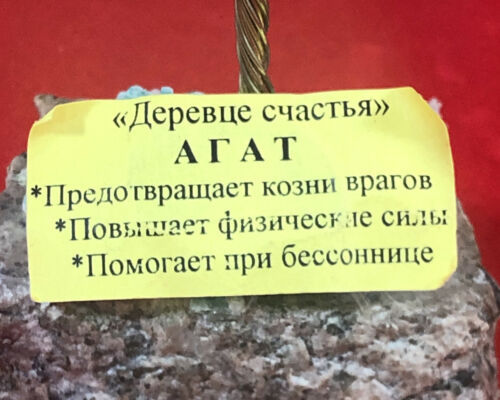 «Деревце счастья»
АГАТ
*Предотвращает козни врагов
*Повышает физические силы
*Помогает при бессоннице